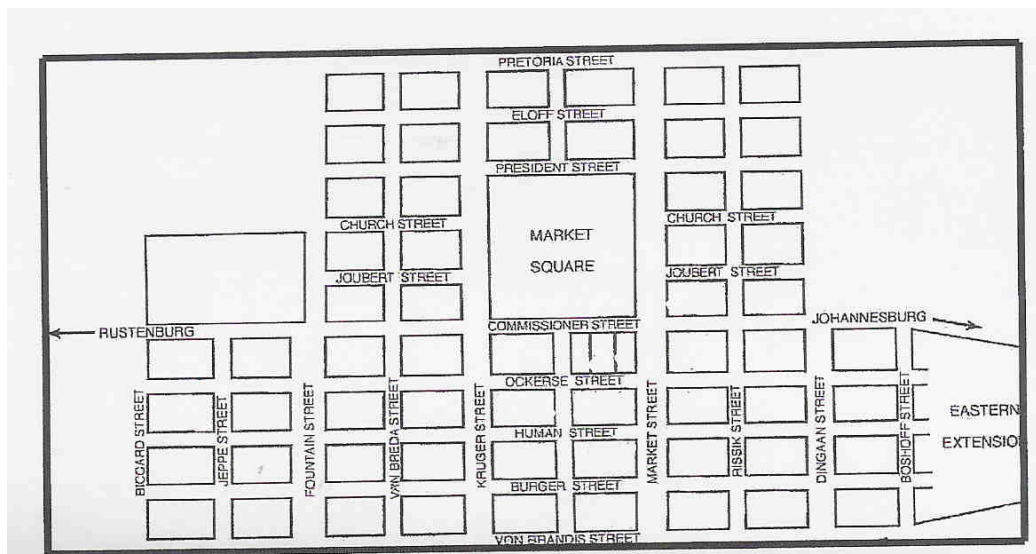 PRETORIA STREET
ELOFF STREET
PRESIDENT STREET
CHURCH STREET
MARKET
SQUARE
CHURCH STREET
JOUBERT STREET
JOUBERT STREET
RUSTENBURG
COMMISSIONER STREET
JOHANNESBURG
OCKERSE STREET
BICCARD STREET
JEPPE STREET
FOUNTAIN STREET
VAN BREDA STREET
KRUGER STREET
HUMAN STREET
MARKET STREET
RISSIK STREET
DINGAAN STREET
BOSHOFF STREET
EASTERN
EXTENSION
BURGER STREET
VON BRANDIS STREET